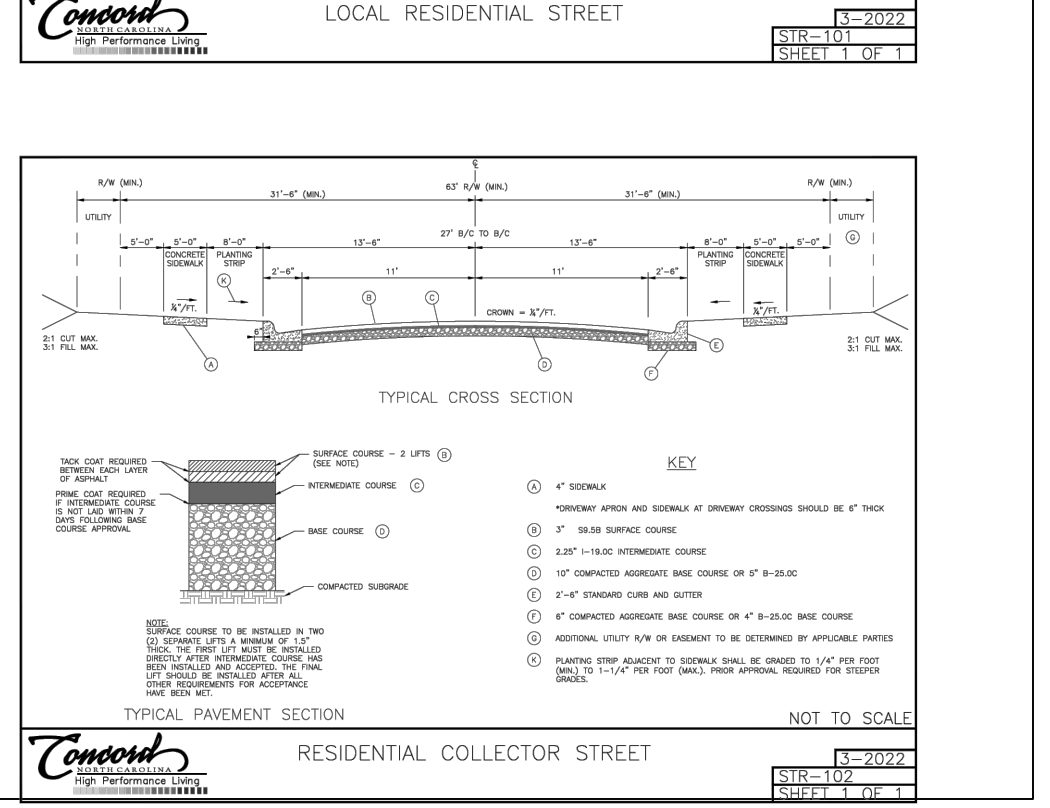 Concord
NORTH CAROLINA
High Performance Living
LOCAL RESIDENTIAL STREET
3-2022
STR-101
SHEET 1 OF 1
℄
R/W (MIN.)
63' R/W (MIN.)
R/W (MIN.)
31'-6" (MIN.)
31'-6" (MIN.)
UTILITY
UTILITY
G
27' B/C TO B/C
5'-0"
5'-0"
8'-0"
13'-6"
13'-6"
8'-0"
5'-0"
5'-0"
CONCRETE
SIDEWALK
PLANTING
STRIP
PLANTING
STRIP
CONCRETE
SIDEWALK
2'-6"
11'
11'
2'-6"
K
B
C
¼"/FT.
CROWN = ¼"/FT.
¼"/FT.
6"
2:1 CUT MAX.
3:1 FILL MAX.
2:1 CUT MAX.
3:1 FILL MAX.
A
D
E
F
TYPICAL CROSS SECTION
TACK COAT REQUIRED
BETWEEN EACH LAYER
OF ASPHALT
PRIME COAT REQUIRED
IF INTERMEDIATE COURSE
IS NOT LAID WITHIN 7
DAYS FOLLOWING BASE
COURSE APPROVAL
SURFACE COURSE - 2 LIFTS B
(SEE NOTE)
INTERMEDIATE COURSE C
BASE COURSE D
COMPACTED SUBGRADE
NOTE:
SURFACE COURSE TO BE INSTALLED IN TWO
(2) SEPARATE LIFTS A MINIMUM OF 1.5"
THICK. THE FIRST LIFT MUST BE INSTALLED
DIRECTLY AFTER INTERMEDIATE COURSE HAS
BEEN INSTALLED AND ACCEPTED. THE FINAL
LIFT SHOULD BE INSTALLED AFTER ALL
OTHER REQUIREMENTS FOR ACCEPTANCE
HAVE BEEN MET.
TYPICAL PAVEMENT SECTION
KEY
A 4" SIDEWALK
*DRIVEWAY APRON AND SIDEWALK AT DRIVEWAY CROSSINGS SHOULD BE 6" THICK
B 3" S9.5B SURFACE COURSE
C 2.25" I-19.0C INTERMEDIATE COURSE
D 10" COMPACTED AGGREGATE BASE COURSE OR 5" B-25.0C
E 2'-6" STANDARD CURB AND GUTTER
F 6" COMPACTED AGGREGATE BASE COURSE OR 4" B-25.0C BASE COURSE
G ADDITIONAL UTILITY R/W OR EASEMENT TO BE DETERMINED BY APPLICABLE PARTIES
K PLANTING STRIP ADJACENT TO SIDEWALK SHALL BE GRADED TO 1/4" PER FOOT
(MIN.) TO 1-1/4" PER FOOT (MAX.). PRIOR APPROVAL REQUIRED FOR STEEPER
GRADES.
NOT TO SCALE
Concord
NORTH CAROLINA
High Performance Living
RESIDENTIAL COLLECTOR STREET
3-2022
STR-102
SHEET 1 OF 1